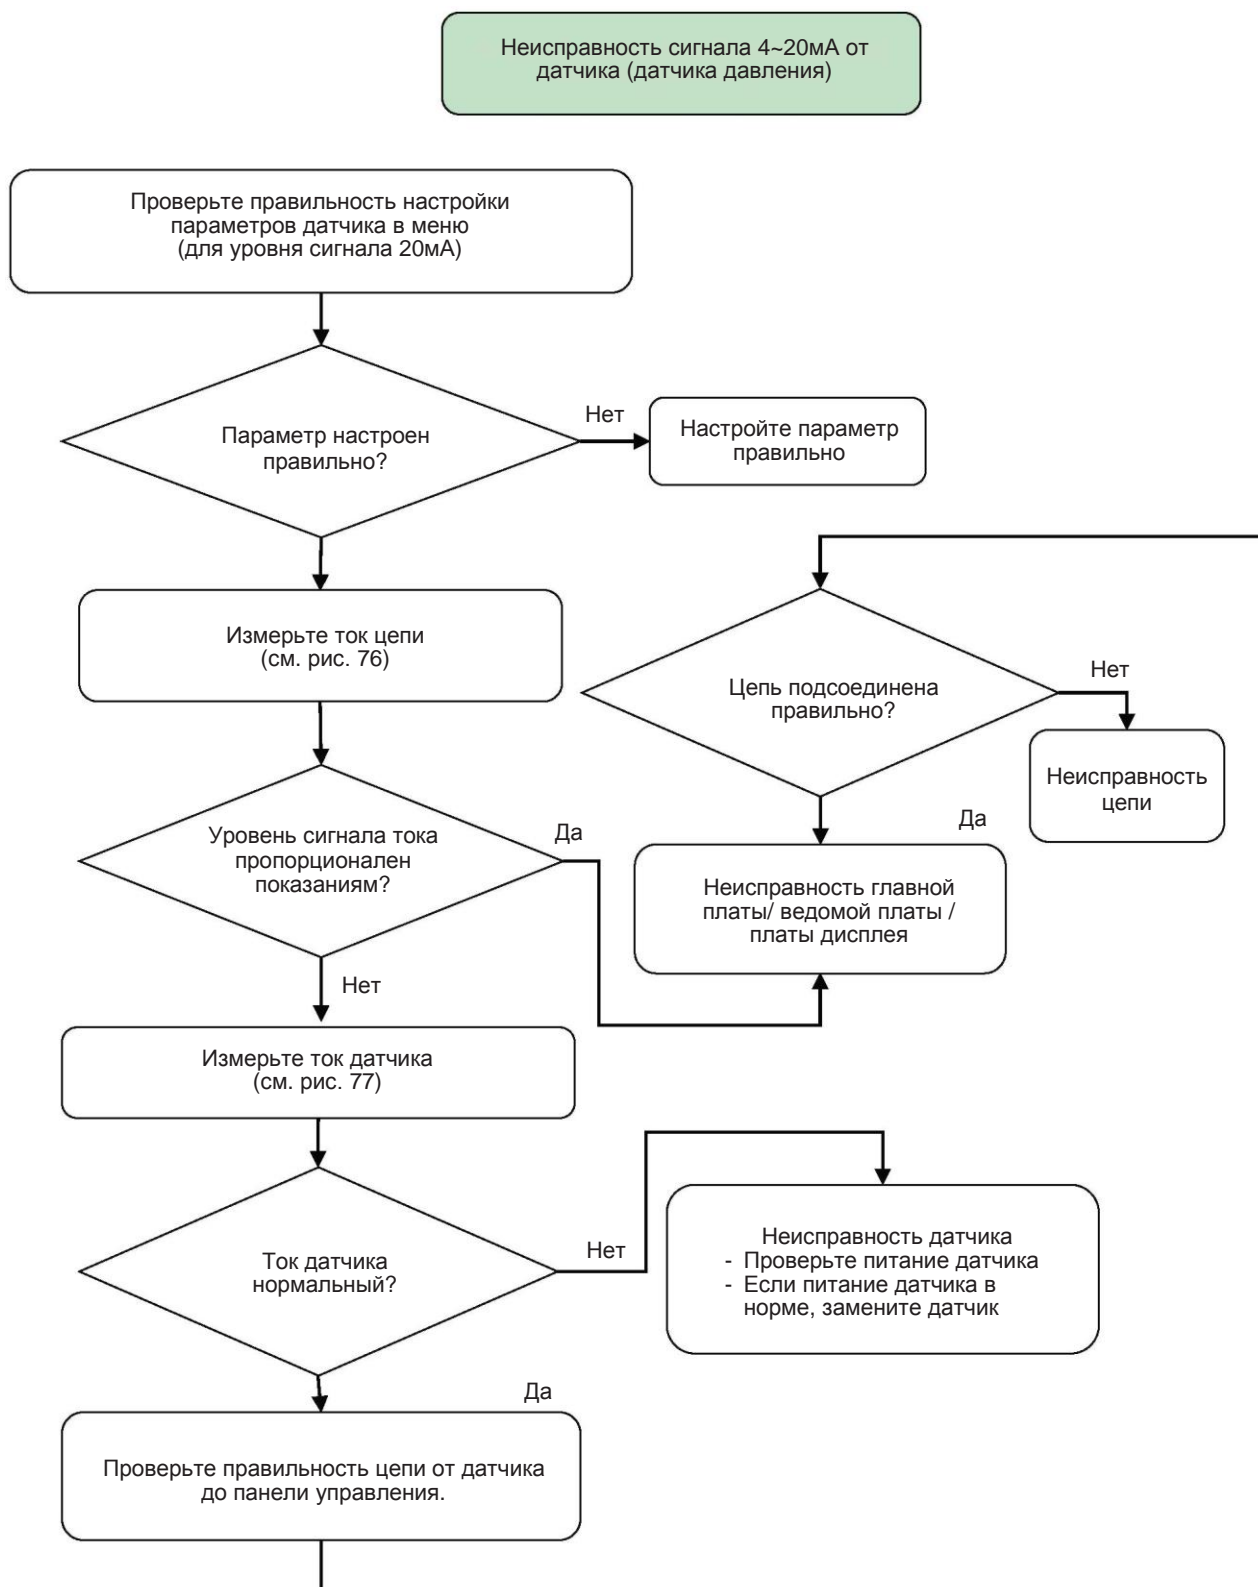 Неисправность сигнала 4~20мА от
датчика (датчика давления)
Проверьте правильность настройки
параметров датчика в меню
(для уровня сигнала 20мА)
Параметр настроен
правильно?
Нет
Настройте параметр
правильно
Измерьте ток цепи
(см. рис. 76)
Цепь подсоединена
правильно?
Нет
Неисправность
цепи
Уровень сигнала тока
пропорционален
показаниям?
Да
Да
Неисправность главной
платы/ ведомой платы /
платы дисплея
Нет
Измерьте ток датчика
(см. рис. 77)
Ток датчика
нормальный?
Нет
Неисправность датчика
- Проверьте питание датчика
- Если питание датчика в
норме, замените датчик
Да
Проверьте правильность цепи от датчика
до панели управления.